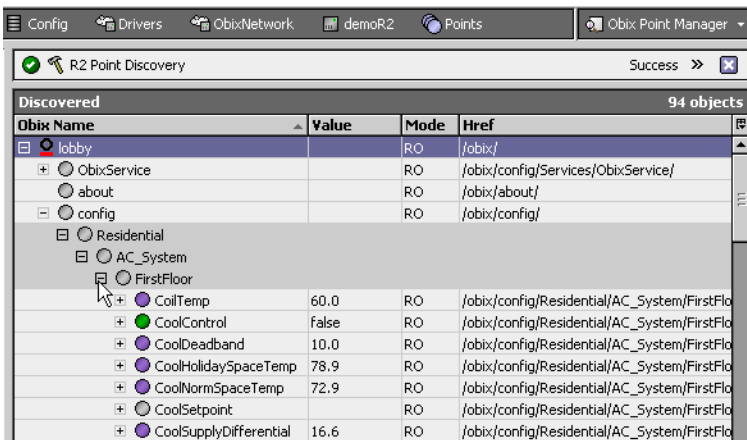 Config Drivers ObixNetwork demoR2 Points Obix Point Manager
R2 Point Discovery Success »
Discovered 94 objects
Obix Name Value Mode Href
lobby RO /obix/
ObixService RO /obix/config/Services/ObixService/
about RO /obix/about/
config RO /obix/config/
Residential
AC_System
FirstFloor
CoilTemp 60.0 RO /obix/config/Residential/AC_System/FirstFlo
CoolControl false RO /obix/config/Residential/AC_System/FirstFlo
CoolDeadband 10.0 RO /obix/config/Residential/AC_System/FirstFlo
CoolHolidaySpaceTemp 78.9 RO /obix/config/Residential/AC_System/FirstFlo
CoolNormSpaceTemp 72.9 RO /obix/config/Residential/AC_System/FirstFlo
CoolSetpoint RO /obix/config/Residential/AC_System/FirstFlo
CoolSupplyDifferential 16.6 RO /obix/config/Residential/AC_System/FirstFlo